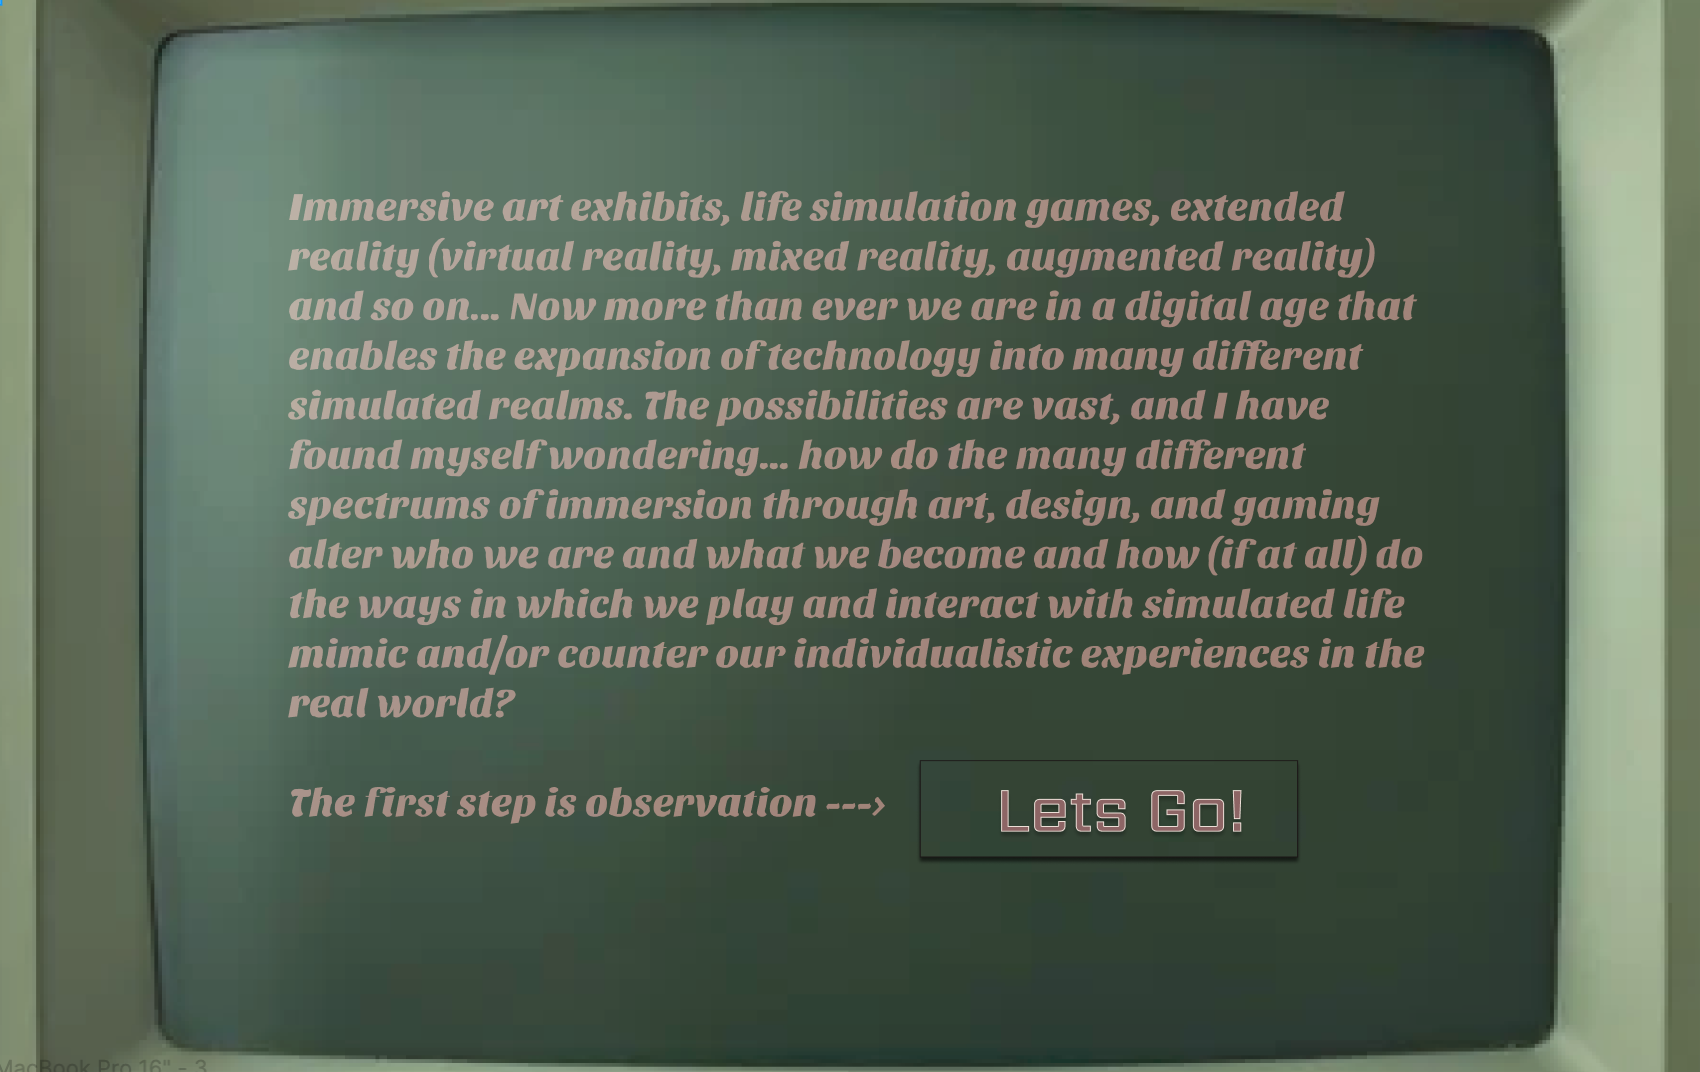 Immersive art exhibits, life simulation games, extended
reality (virtual reality, mixed reality, augmented reality)
and so on... Now more than ever we are in a digital age that
enables the expansion of technology into many different
simulated realms. The possibilities are vast, and I have
found myself wondering... how do the many different
spectrums of immersion through art, design, and gaming
alter who we are and what we become and how (if at all) do
the ways in which we play and interact with simulated life
mimic and/or counter our individualistic experiences in the
real world?
The first step is observation --->
Lets Go!
MacBook Pro 16" - 3